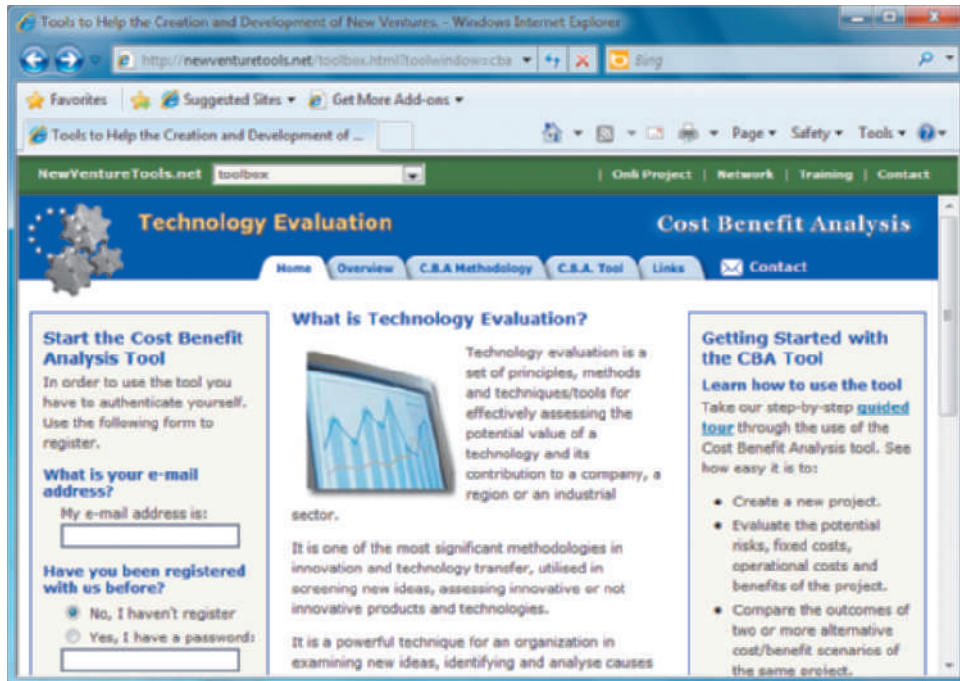 Tools to Help the Creation and Development of New Ventures. - Windows Internet Explorer
http://newventuretools.net/toolbox.html?toolwindow=cba
Bing
Favorites Suggested Sites Get More Add-ons
Tools to Help the Creation and Development of ...
Page Safety Tools
NewVentureTools.net toolbox | Onli Project | Network | Training | Contact
Technology Evaluation Cost Benefit Analysis
Home Overview C.B.A Methodology C.B.A. Tool Links Contact
Start the Cost Benefit
Analysis Tool
In order to use the tool you
have to authenticate yourself.
Use the following form to
register.
What is your e-mail
address?
My e-mail address is:
Have you been registered
with us before?
No, I haven't register
Yes, I have a password:
What is Technology Evaluation?
Technology evaluation is a
set of principles, methods
and techniques/tools for
effectively assessing the
potential value of a
technology and its
contribution to a company, a
region or an industrial
sector.
It is one of the most significant methodologies in
innovation and technology transfer, utilised in
screening new ideas, assessing innovative or not
innovative products and technologies.
It is a powerful technique for an organization in
examining new ideas, identifying and analyse causes
Getting Started with
the CBA Tool
Learn how to use the tool
Take our step-by-step guided
tour through the use of the
Cost Benefit Analysis tool. See
how easy it is to:
• Create a new project.
• Evaluate the potential
risks, fixed costs,
operational costs and
benefits of the project.
• Compare the outcomes of
two or more alternative
cost/benefit scenarios of
the same project.